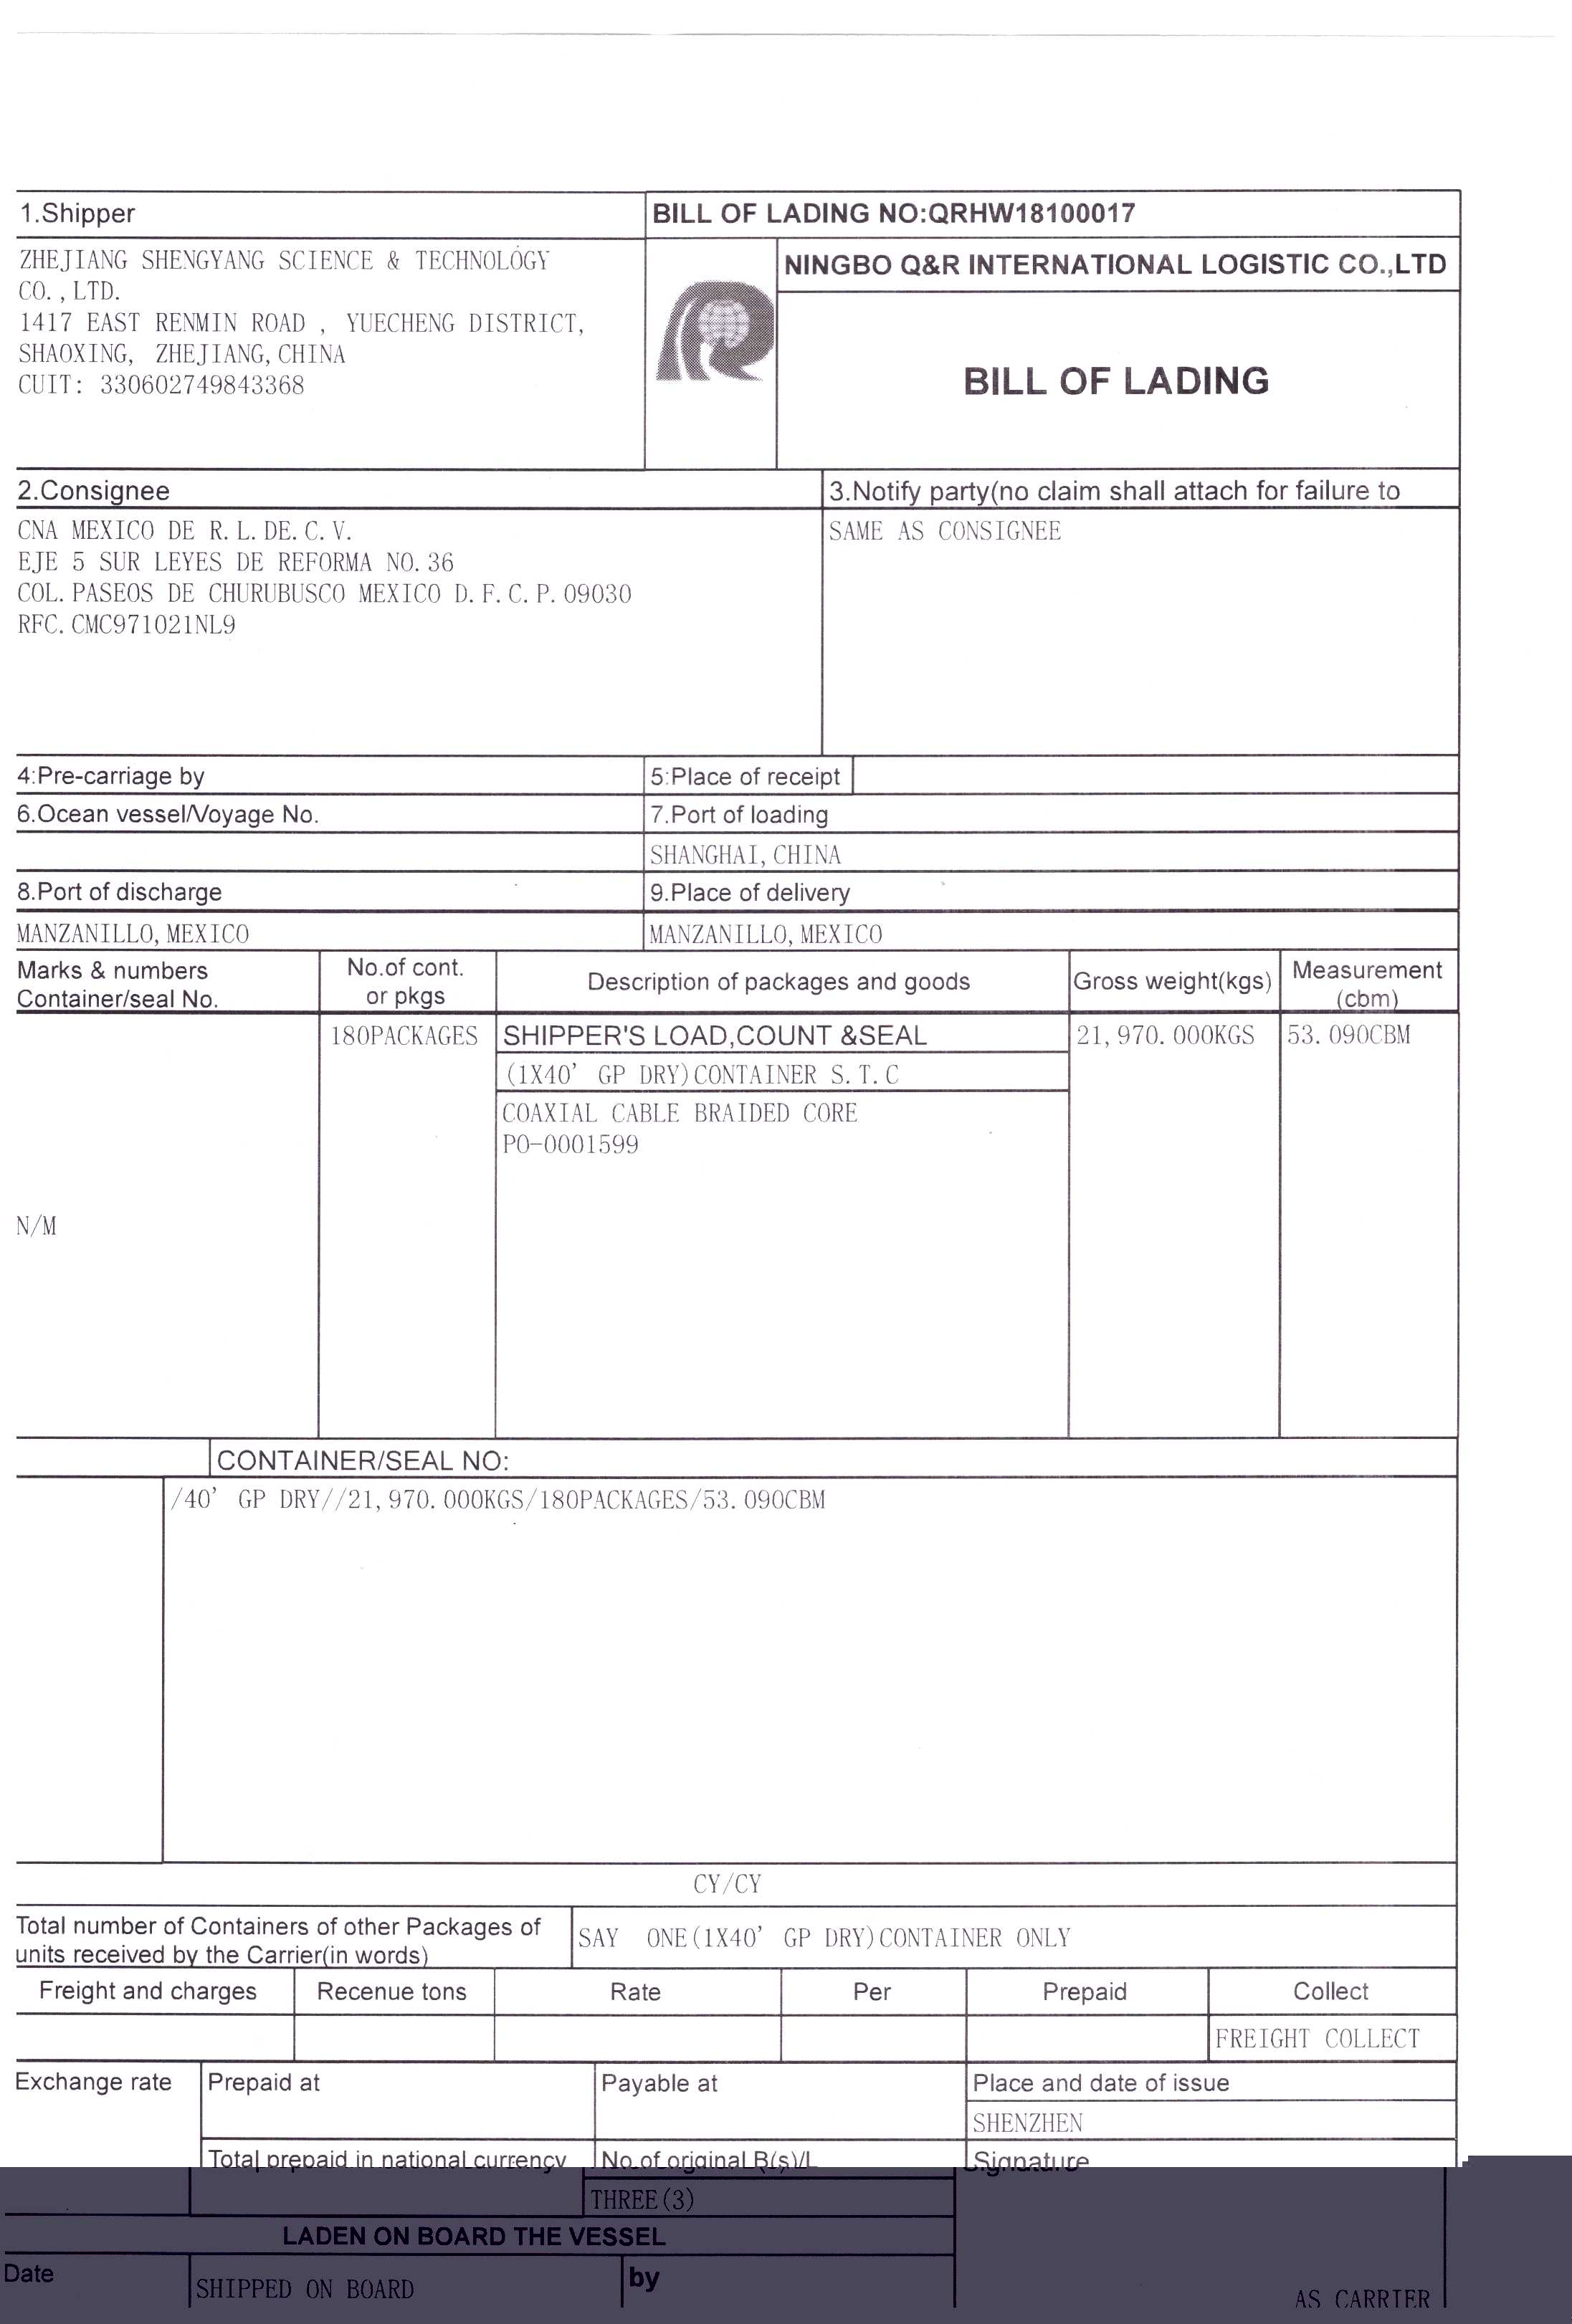 1.Shipper
BILL OF LADING NO:QRHW18100017
ZHEJIANG SHENGYANG SCIENCE & TECHNOLOGY
CO.,LTD.
1417 EAST RENMIN ROAD , YUECHENG DISTRICT,
SHAOXING, ZHEJIANG,CHINA
CUIT: 330602749843368
NINGBO Q&R INTERNATIONAL LOGISTIC CO.,LTD
BILL OF LADING
2.Consignee
3.Notify party(no claim shall attach for failure to
CNA MEXICO DE R.L.DE.C.V.
EJE 5 SUR LEYES DE REFORMA NO.36
COL.PASEOS DE CHURUBUSCO MEXICO D.F.C.P.09030
RFC.CMC971021NL9
SAME AS CONSIGNEE
4:Pre-carriage by
5:Place of receipt
6.Ocean vessel/Voyage No.
7.Port of loading
SHANGHAI,CHINA
8.Port of discharge
9.Place of delivery
MANZANILLO,MEXICO
MANZANILLO,MEXICO
Marks & numbers
Container/seal No.
No.of cont.
or pkgs
Description of packages and goods
Gross weight(kgs)
Measurement
(cbm)
180PACKAGES
SHIPPER'S LOAD,COUNT &SEAL
21,970.000KGS
53.090CBM
(1X40' GP DRY)CONTAINER S.T.C
COAXIAL CABLE BRAIDED CORE
PO-0001599
N/M
CONTAINER/SEAL NO:
/40' GP DRY//21,970.000KGS/180PACKAGES/53.090CBM
CY/CY
Total number of Containers of other Packages of
units received by the Carrier(in words)
SAY ONE(1X40' GP DRY)CONTAINER ONLY
Freight and charges
Recenue tons
Rate
Per
Prepaid
Collect
FREIGHT COLLECT
Exchange rate
Prepaid at
Payable at
Place and date of issue
SHENZHEN
Total prepaid in national currency
No.of original B(s)/L
Signature
THREE(3)
LADEN ON BOARD THE VESSEL
Date
SHIPPED ON BOARD
by
AS CARRIER